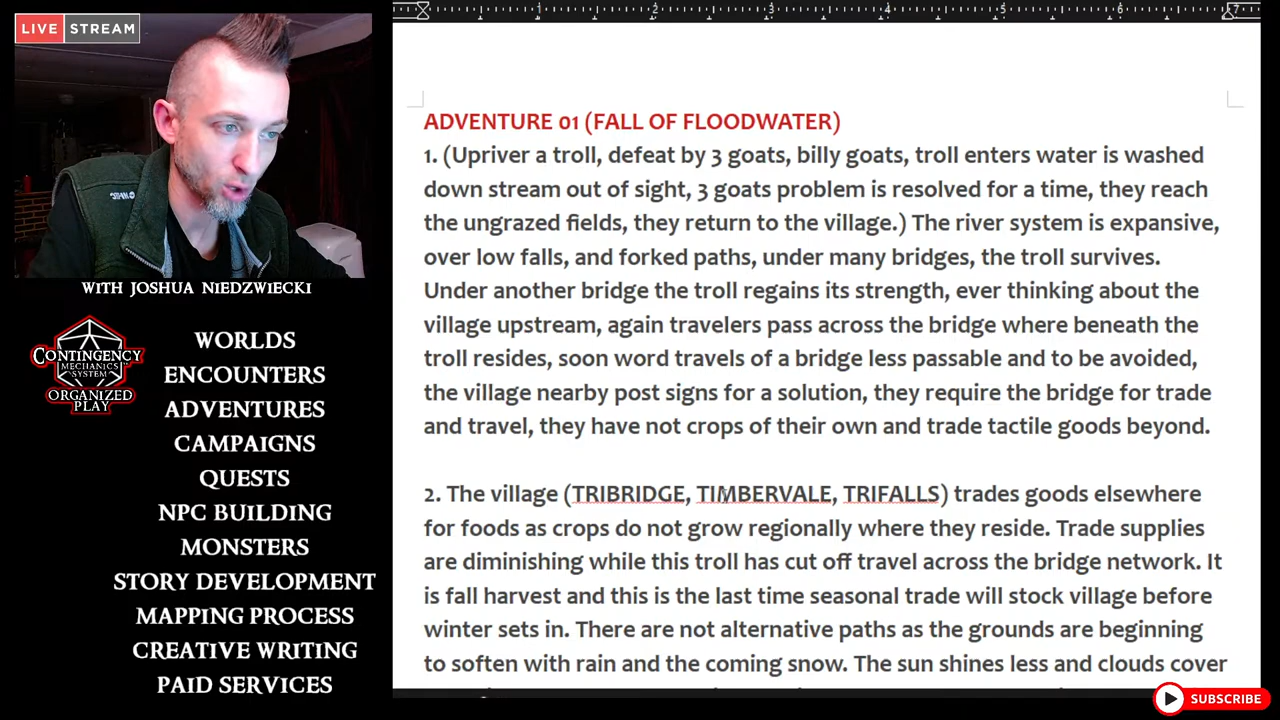 LIVE STREAM
WITH JOSHUA NIEDZWIECKI
CONTINGENCY
MECHANICS
SYSTEM
ORGANIZED
PLAY
WORLDS
ENCOUNTERS
ADVENTURES
CAMPAIGNS
QUESTS
NPC BUILDING
MONSTERS
STORY DEVELOPMENT
MAPPING PROCESS
CREATIVE WRITING
PAID SERVICES
1 2 3 4 5 6 7
ADVENTURE 01 (FALL OF FLOODWATER)
1. (Upriver a troll, defeat by 3 goats, billy goats, troll enters water is washed
down stream out of sight, 3 goats problem is resolved for a time, they reach
the ungrazed fields, they return to the village.) The river system is expansive,
over low falls, and forked paths, under many bridges, the troll survives.
Under another bridge the troll regains its strength, ever thinking about the
village upstream, again travelers pass across the bridge where beneath the
troll resides, soon word travels of a bridge less passable and to be avoided,
the village nearby post signs for a solution, they require the bridge for trade
and travel, they have not crops of their own and trade tactile goods beyond.
2. The village (TRIBRIDGE, TIMBERVALE, TRIFALLS) trades goods elsewhere
for foods as crops do not grow regionally where they reside. Trade supplies
are diminishing while this troll has cut off travel across the bridge network. It
is fall harvest and this is the last time seasonal trade will stock village before
winter sets in. There are not alternative paths as the grounds are beginning
to soften with rain and the coming snow. The sun shines less and clouds cover
SUBSCRIBE